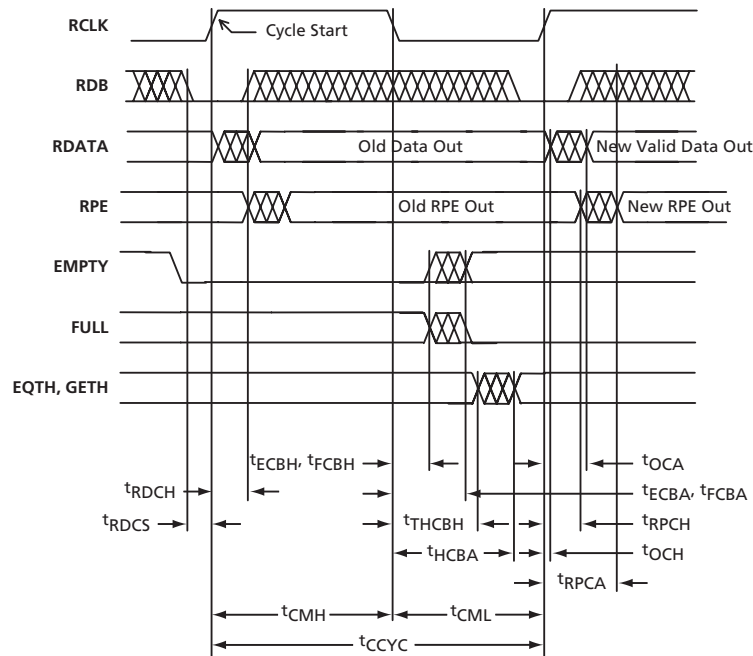 RCLK
Cycle Start
RDB
RDATA
Old Data Out
New Valid Data Out
RPE
Old RPE Out
New RPE Out
EMPTY
FULL
EQTH, GETH
tECBH, tFCBH
tOCA
tRDCH
tECBA, tFCBA
tRDCS
tTHCBH
tRPCH
tHCBA
tOCH
tRPCA
tCMH
tCML
tCCYC